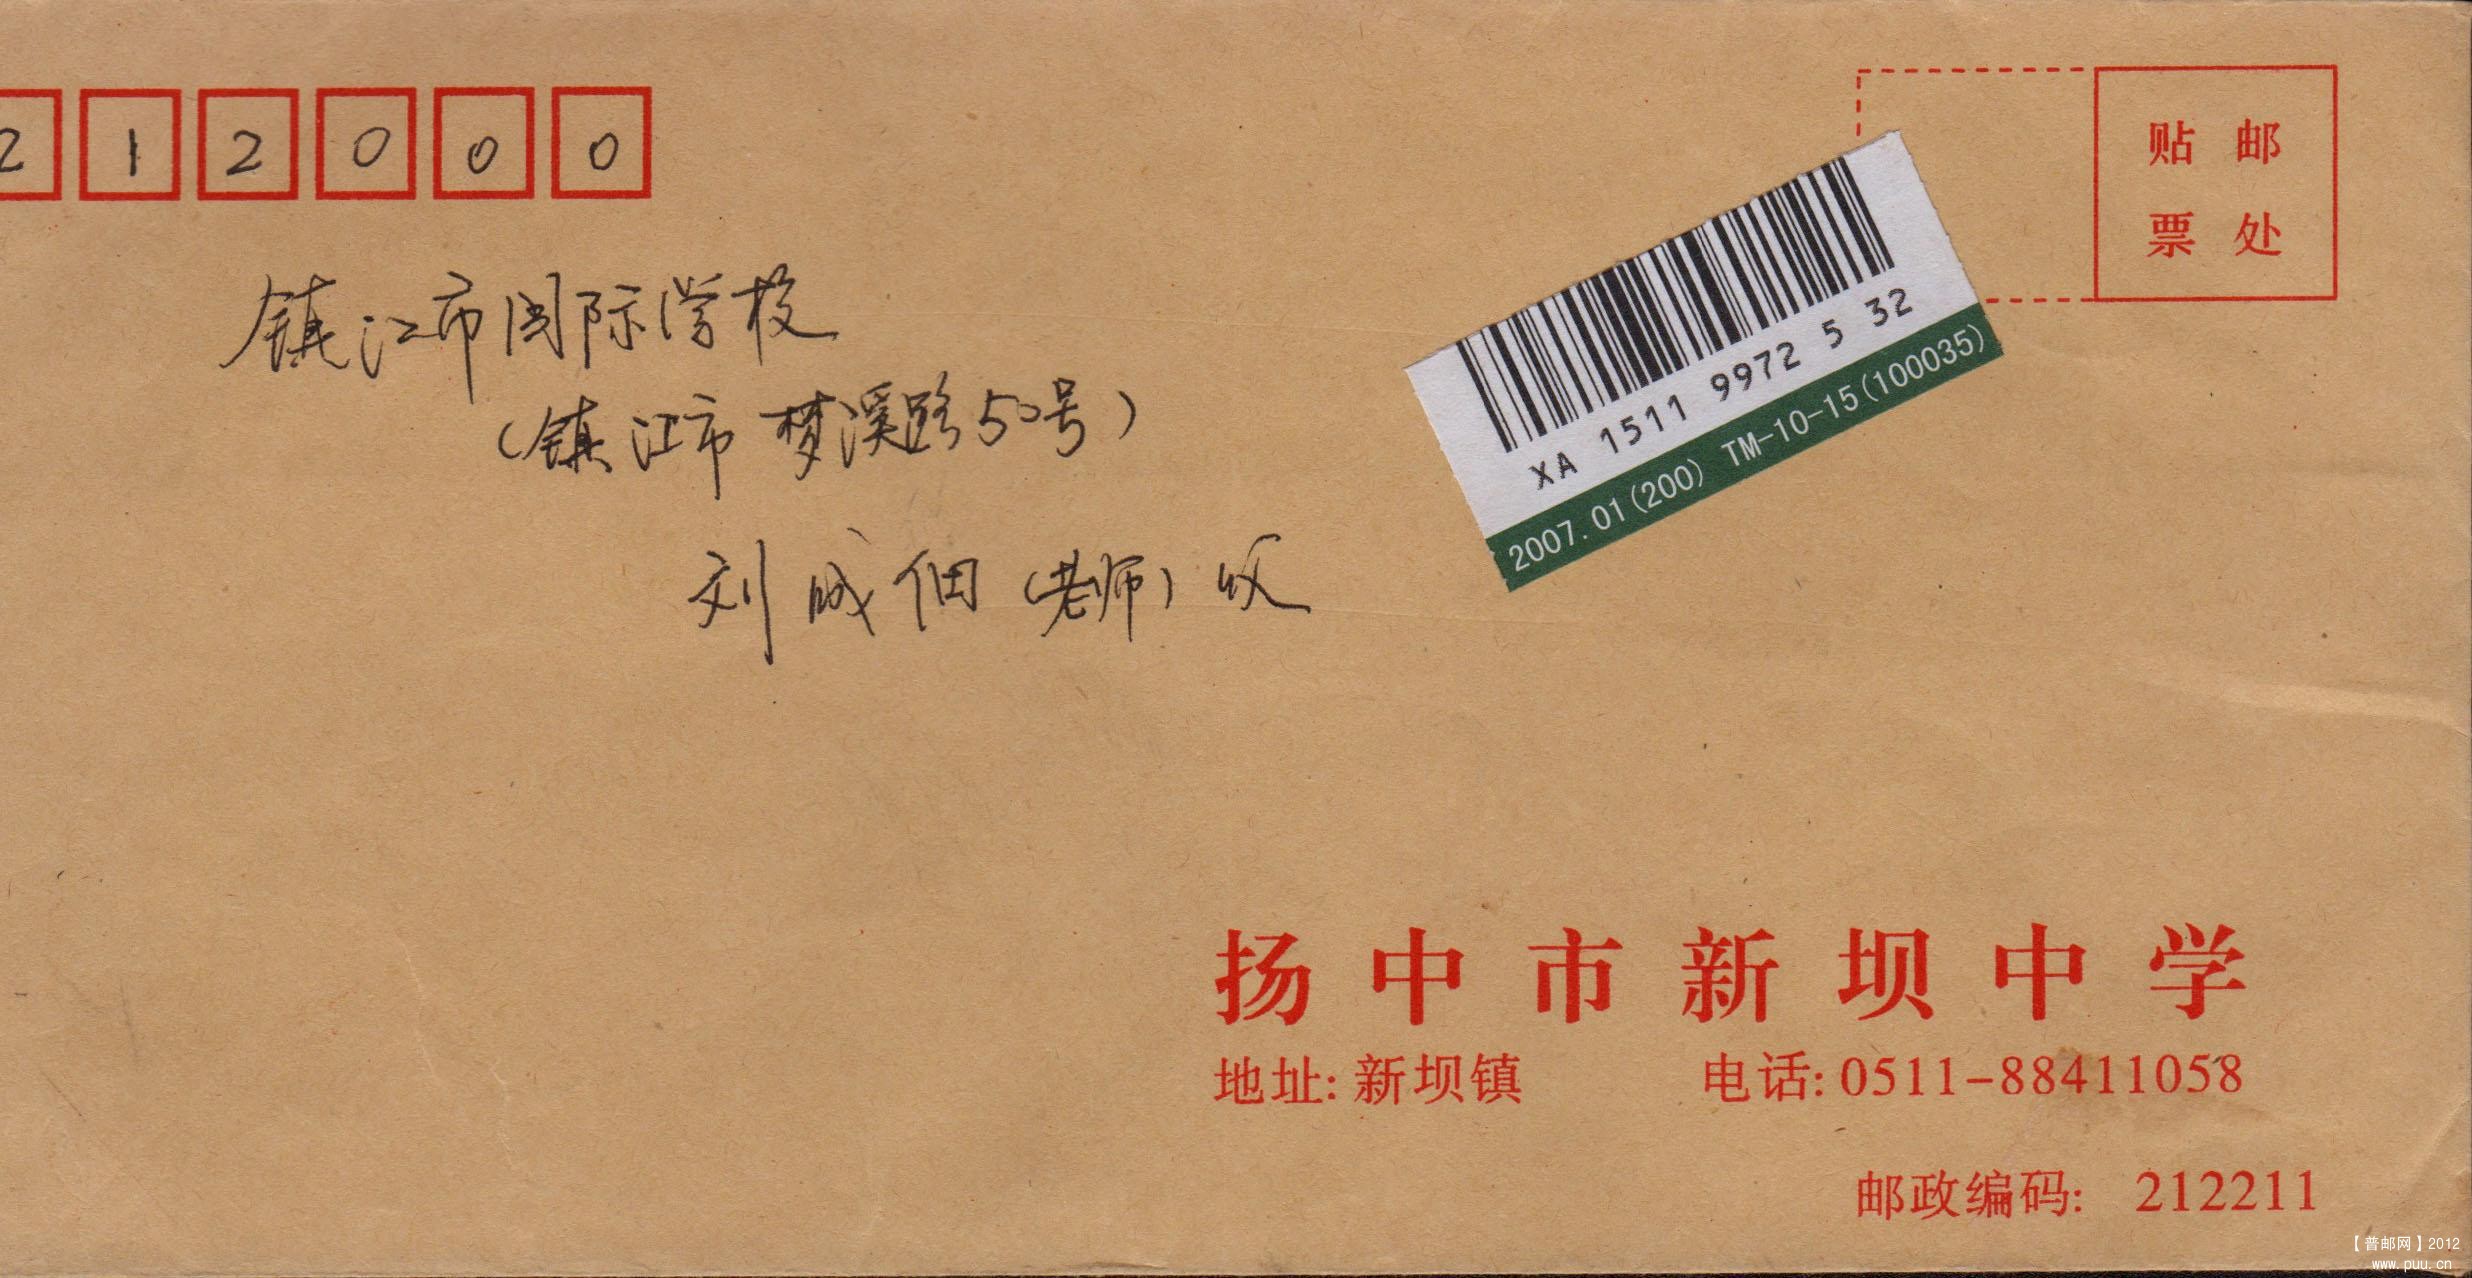 212000
贴邮
票处
镇江市国际学校
(镇江市梦溪路50号)
刘成佃(老师)收
XA 1511 9972 5 32
2007.01(200) TM-10-15(100035)
扬中市新坝中学
地址:新坝镇 电话:0511-88411058
邮政编码: 212211
【普邮网】2012
www.puu.cn